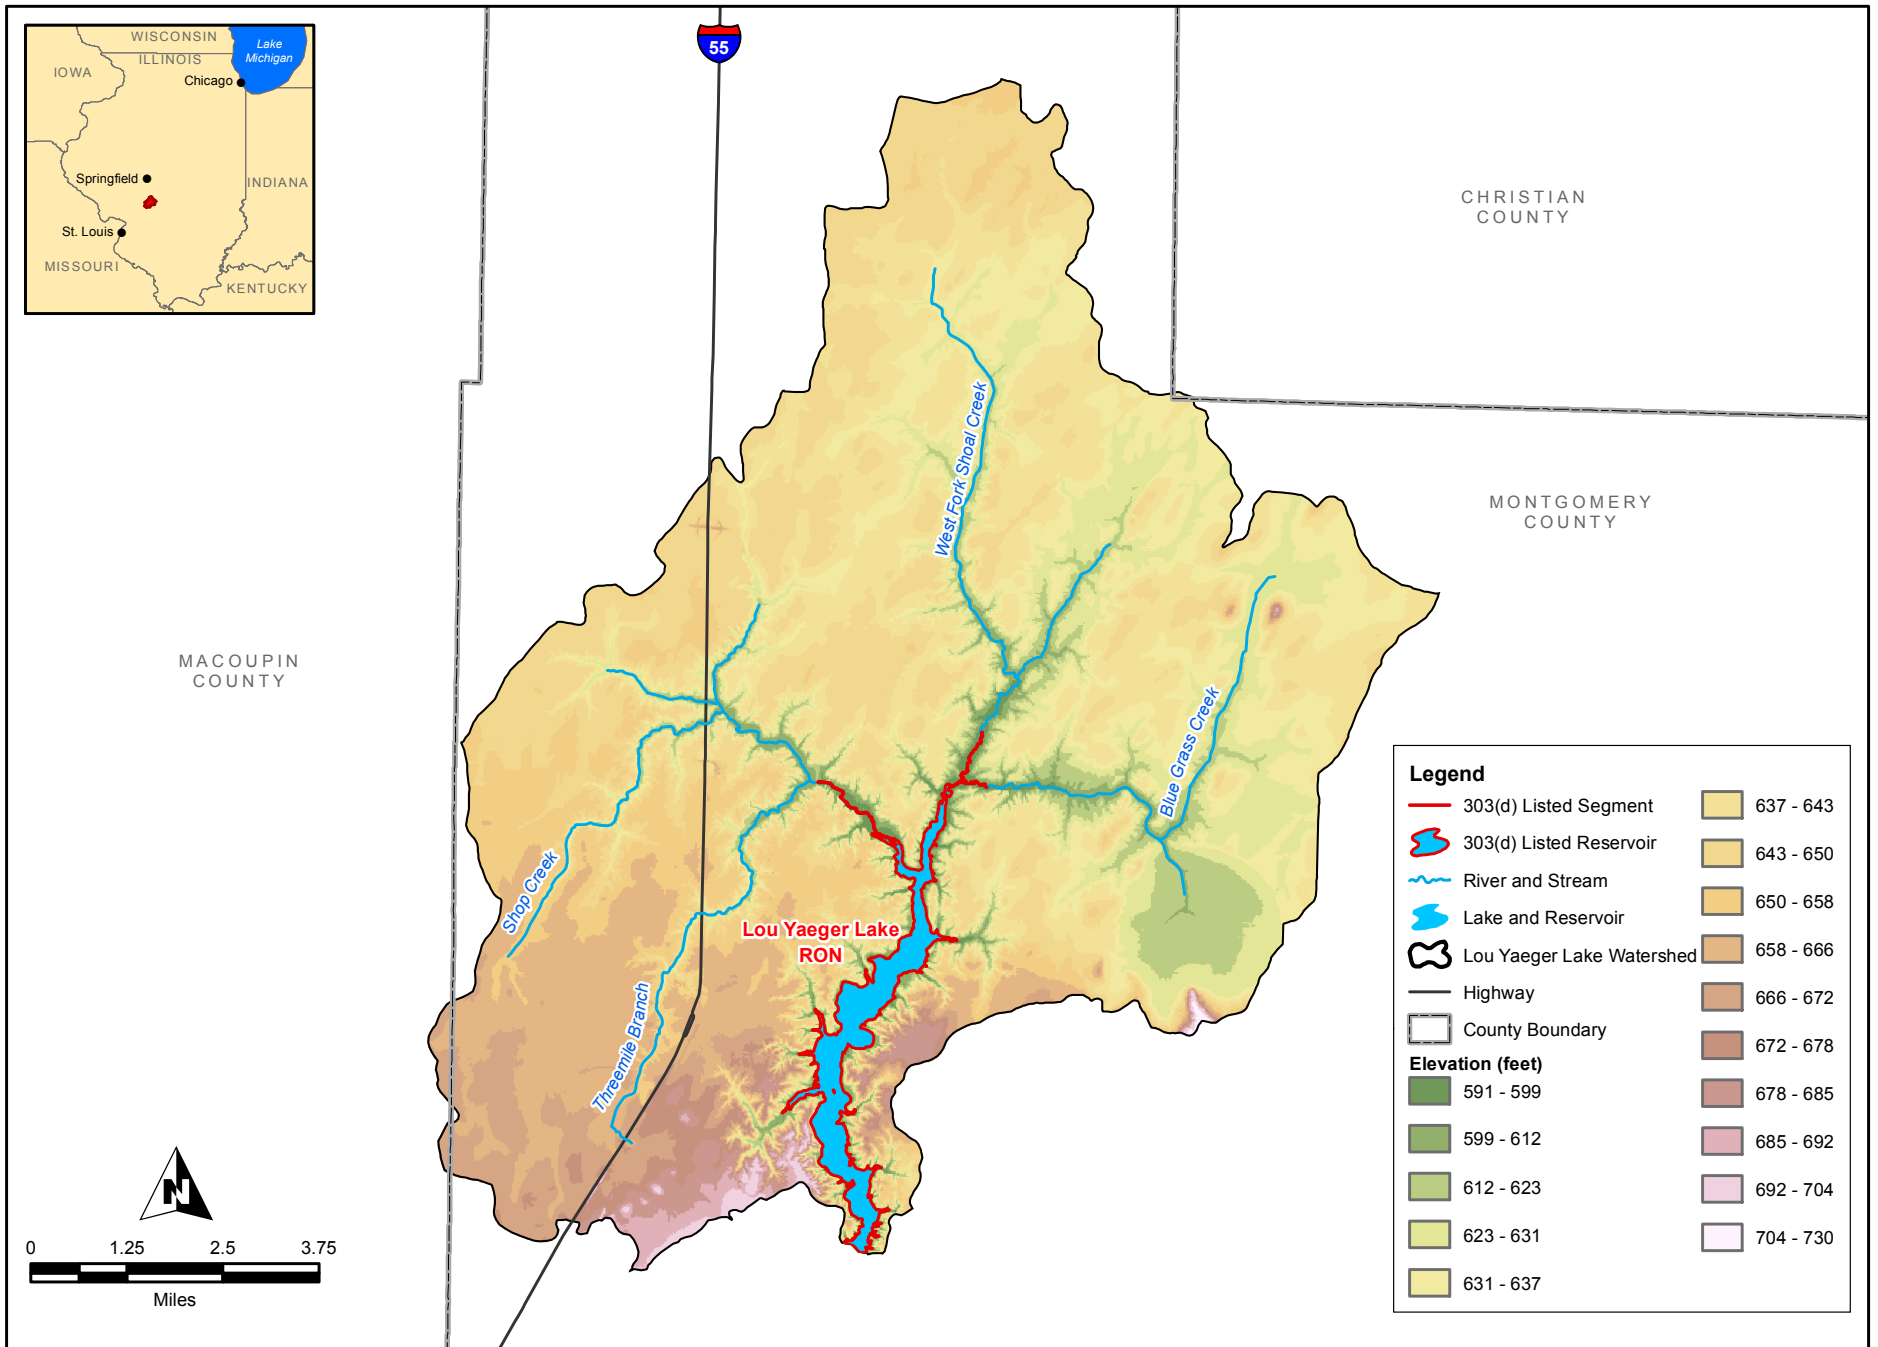 WISCONSIN
ILLINOIS
Lake
Michigan
IOWA
Chicago
Springfield
INDIANA
St. Louis
MISSOURI
KENTUCKY
55
CHRISTIAN
COUNTY
MONTGOMERY
COUNTY
MACOUPIN
COUNTY
West Fork Shoal Creek
Blue Grass Creek
Shop Creek
Threemile Branch
Lou Yaeger Lake
RON
N
0 1.25 2.5 3.75
Miles
Legend
303(d) Listed Segment
303(d) Listed Reservoir
River and Stream
Lake and Reservoir
Lou Yaeger Lake Watershed
Highway
County Boundary
Elevation (feet)
591 - 599
599 - 612
612 - 623
623 - 631
631 - 637
637 - 643
643 - 650
650 - 658
658 - 666
666 - 672
672 - 678
678 - 685
685 - 692
692 - 704
704 - 730